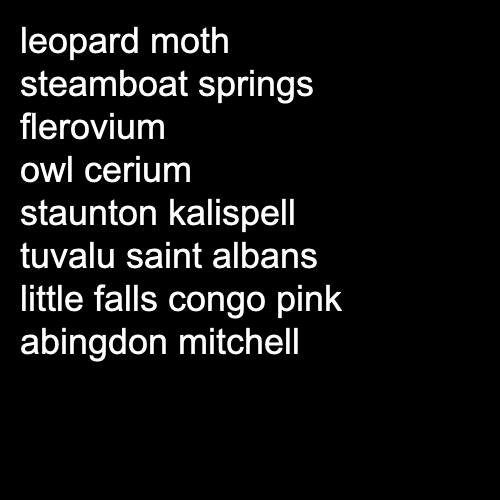 leopard moth
steamboat springs
flerovium
owl cerium
staunton kalispell
tuvalu saint albans
little falls congo pink
abingdon mitchell